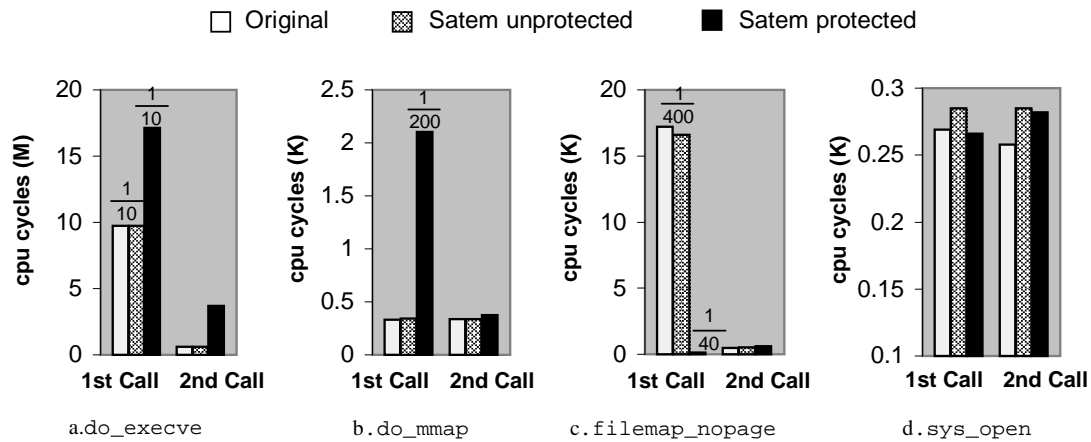 Original Satem unprotected Satem protected
cpu cycles (M)
20
15
10
5
0
1
10
1
10
1st Call 2nd Call
a.do_execve
cpu cycles (K)
2.5
2
1.5
1
0.5
0
1
200
1st Call 2nd Call
b.do_mmap
cpu cycles (K)
20
15
10
5
0
1
400
1
40
1st Call 2nd Call
c.filemap_nopage
cpu cycles (K)
0.3
0.25
0.2
0.15
0.1
1st Call 2nd Call
d.sys_open